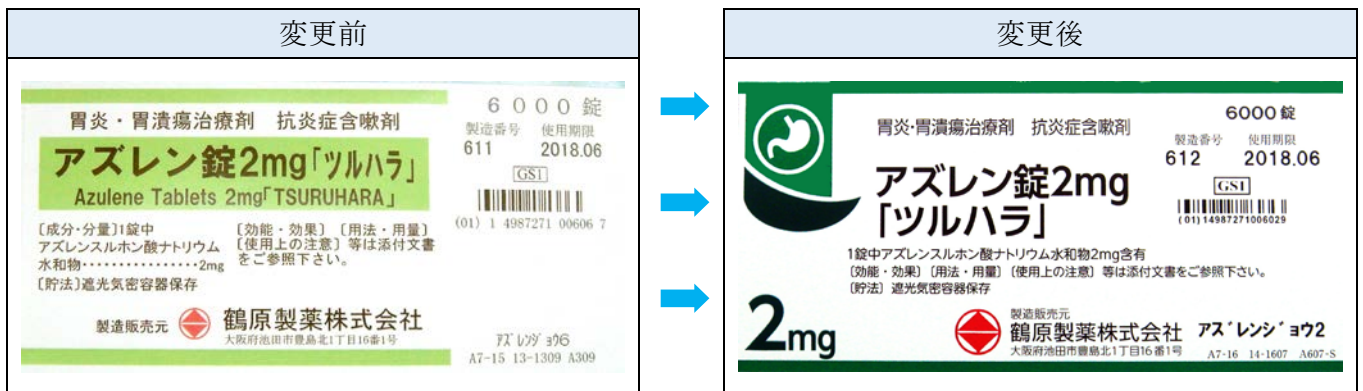 変更前
胃炎・胃潰瘍治療剤 抗炎症含嗽剤
アズレン錠2mg「ツルハラ」
Azulene Tablets 2mg「TSURUHARA」
〔成分・分量〕1錠中
アズレンスルホン酸ナトリウム
水和物・・・・・・・・・・・・・・・2mg
〔貯法〕遮光気密容器保存
〔効能・効果〕〔用法・用量〕
〔使用上の注意〕等は添付文書
をご参照下さい。
製造販売元 鶴原製薬株式会社
大阪府池田市豊島北1丁目16番1号
6000錠
製造番号 使用期限
611 2018.06
GS1
(01) 1 4987271 00606 7
アズレンジョウ6
A7-15 13-1309 A309
変更後
胃炎・胃潰瘍治療剤 抗炎症含嗽剤
アズレン錠2mg
「ツルハラ」
1錠中アズレンスルホン酸ナトリウム水和物2mg含有
〔効能・効果〕〔用法・用量〕〔使用上の注意〕等は添付文書をご参照下さい。
〔貯法〕遮光気密容器保存
2mg
製造販売元
鶴原製薬株式会社
大阪府池田市豊島北1丁目16番1号
6000錠
製造番号 使用期限
612 2018.06
GS1
(01)14987271006029
アズレンジョウ2
A7-16 14-1607 A607-S